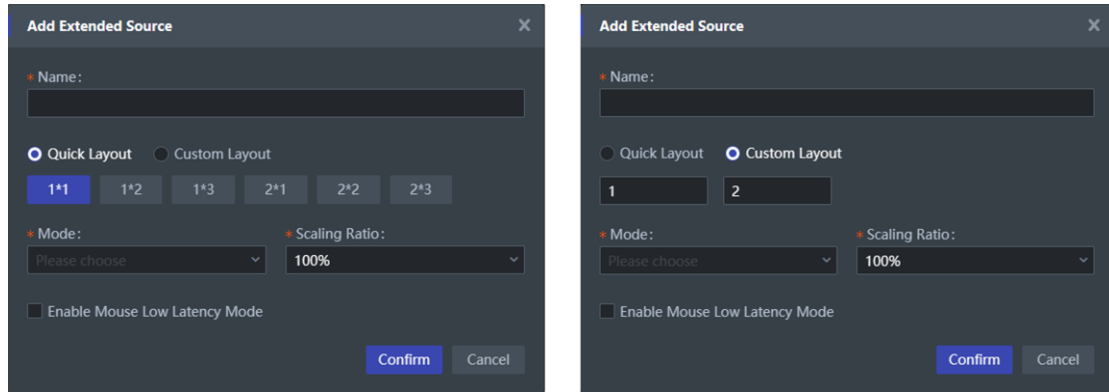 Add Extended Source
* Name:
Quick Layout Custom Layout
1*1 1*2 1*3 2*1 2*2 2*3
* Mode: * Scaling Ratio:
Please choose 100%
Enable Mouse Low Latency Mode
Confirm Cancel
Add Extended Source
* Name:
Quick Layout Custom Layout
1 2
* Mode: * Scaling Ratio:
Please choose 100%
Enable Mouse Low Latency Mode
Confirm Cancel